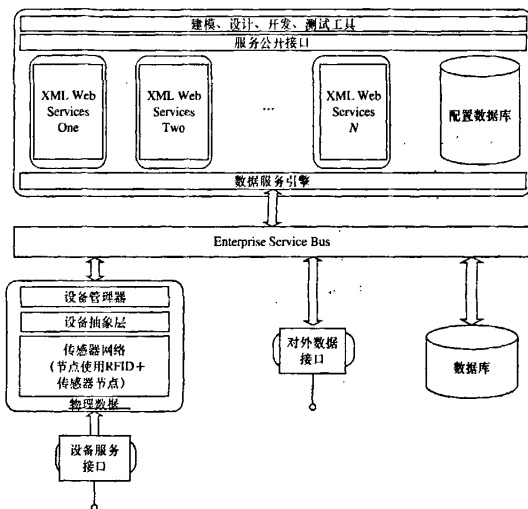 建模、设计、开发、测试工具
服务公开接口
XML Web
Services
One
XML Web
Services
Two
...
XML Web
Services
N
配置数据库
数据服务引擎
Enterprise Service Bus
设备管理器
设备抽象层
传感器网络
(节点使用RFID+
传感器节点)
物理数据
对外数据
接口
数据库
设备服务
接口